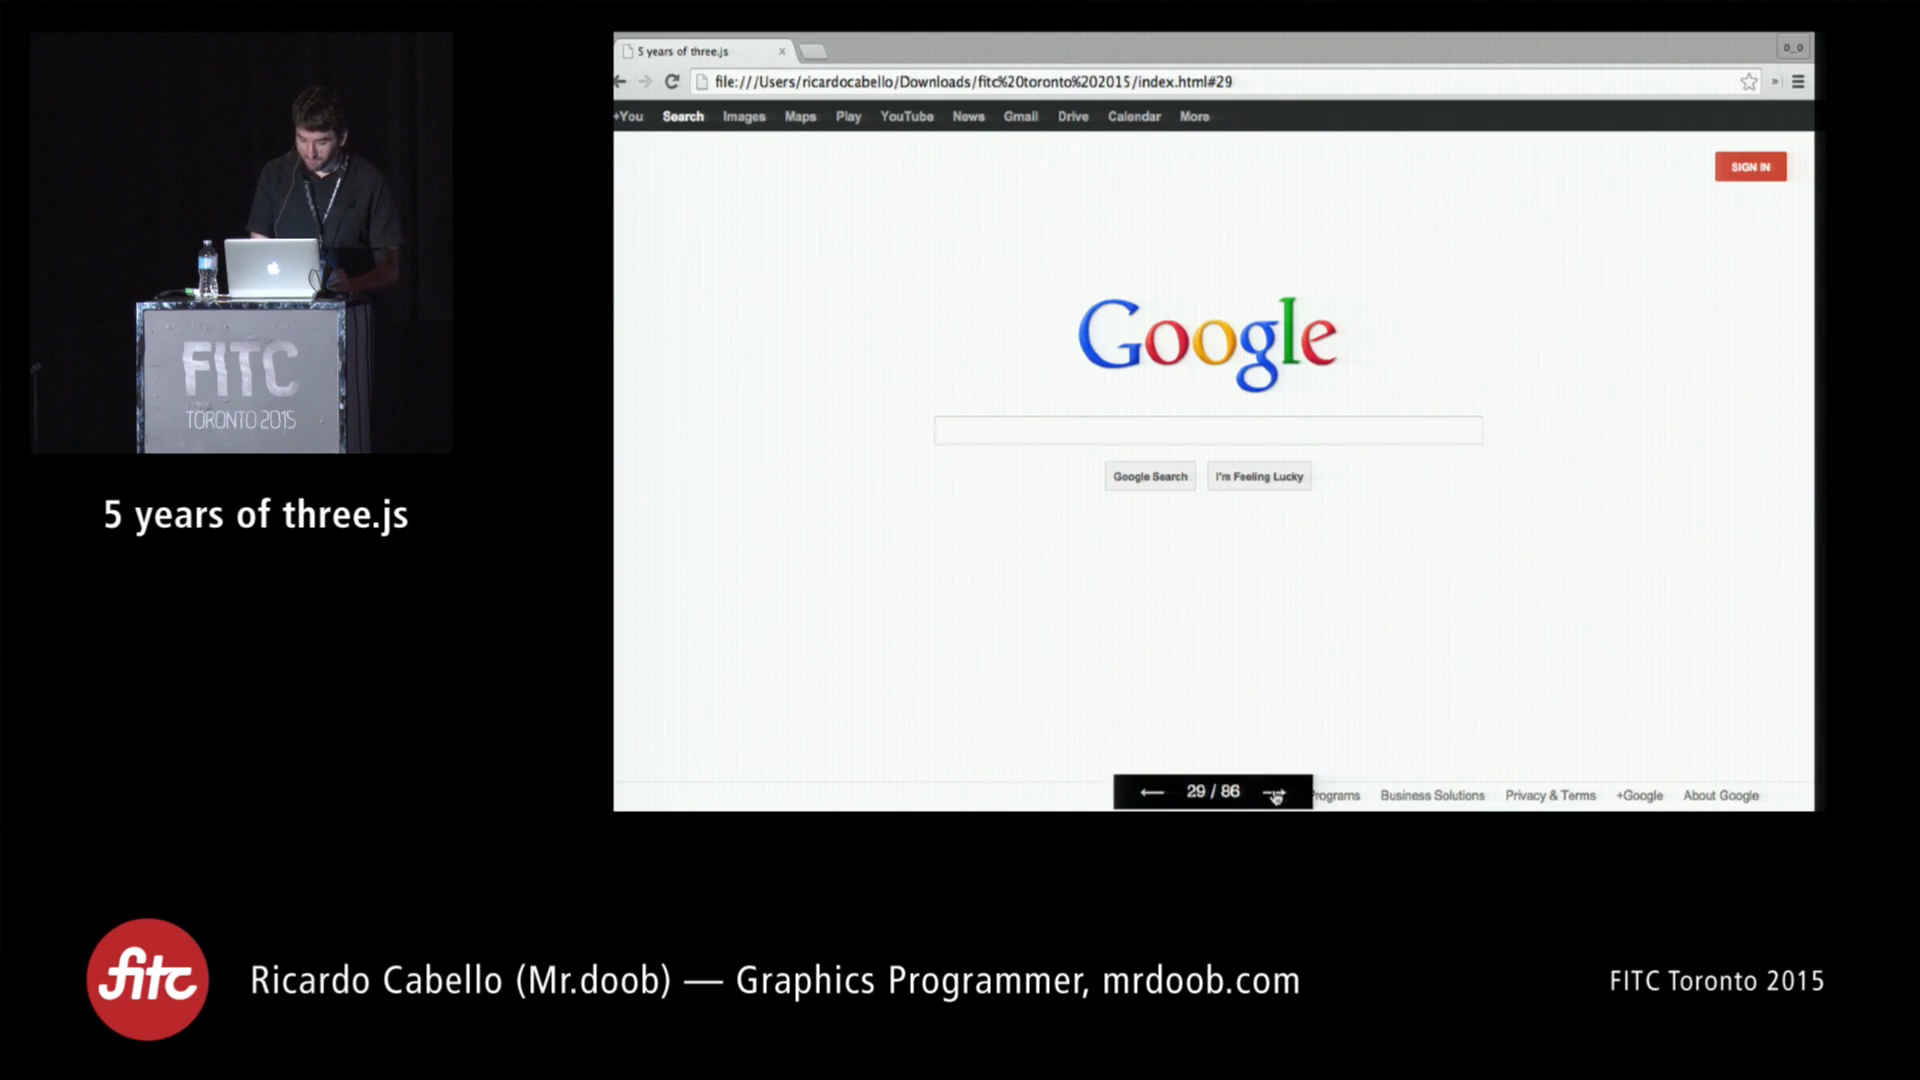 FITC
TORONTO 2015
5 years of three.js
5 years of three.js
0_0
file:///Users/ricardocabello/Downloads/fitc%20toronto%202015/index.html#29
+You Search Images Maps Play YouTube News Gmail Drive Calendar More
SIGN IN
Google
Google Search I'm Feeling Lucky
29 / 86
Programs Business Solutions Privacy & Terms +Google About Google
fitc
Ricardo Cabello (Mr.doob) — Graphics Programmer, mrdoob.com
FITC Toronto 2015